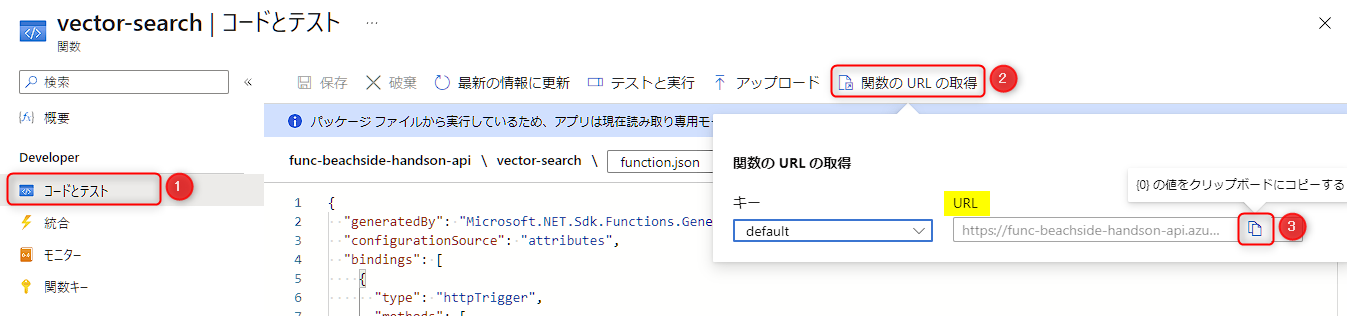 vector-search | コードとテスト …
関数
検索 «
保存 破棄 最新の情報に更新 テストと実行 アップロード 関数の URL の取得 2
概要
パッケージ ファイルから実行しているため、アプリは現在読み取り専用モー
Developer
func-beachside-handson-api \ vector-search \ function.json
関数の URL の取得
{0} の値をクリップボードにコピーする
コードとテスト 1
キー URL
default https://func-beachside-handson-api.azu... 3
統合
モニター
関数キー
1 {
2 "generatedBy": "Microsoft.NET.Sdk.Functions.Gene
3 "configurationSource": "attributes",
4 "bindings": [
5 {
6 "type": "httpTrigger",